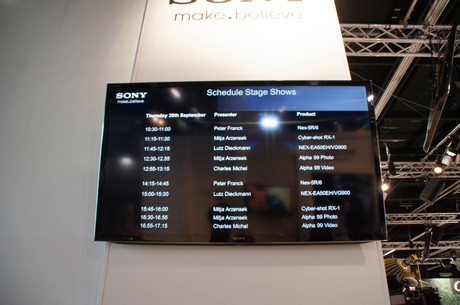 SONY
make.believe
SONY
make.believe
Schedule Stage Shows
Thursday 20th September Presenter Product
10:30-11:00 Peter Franck Nex-5R/6
11:15-11:30 Mitja Arzensek Cyber-shot RX-1
11:45-12:15 Lutz Dieckmann NEX-EA50EH/VG900
12:30-12.55 Mitja Arzensek Alpha 99 Photo
12:55-13:15 Charles Michel Alpha 99 Video
14:15-14:45 Peter Franck Nex-5R/6
15:00-15:30 Lutz Dieckmann NEX-EA50EH/VG900
15:45-16:00 Mitja Arzensek Cyber-shot RX-1
16:30-16.55 Mitja Arzensek Alpha 99 Photo
16.55-17.15 Charles Michel Alpha 99 Video
SONY